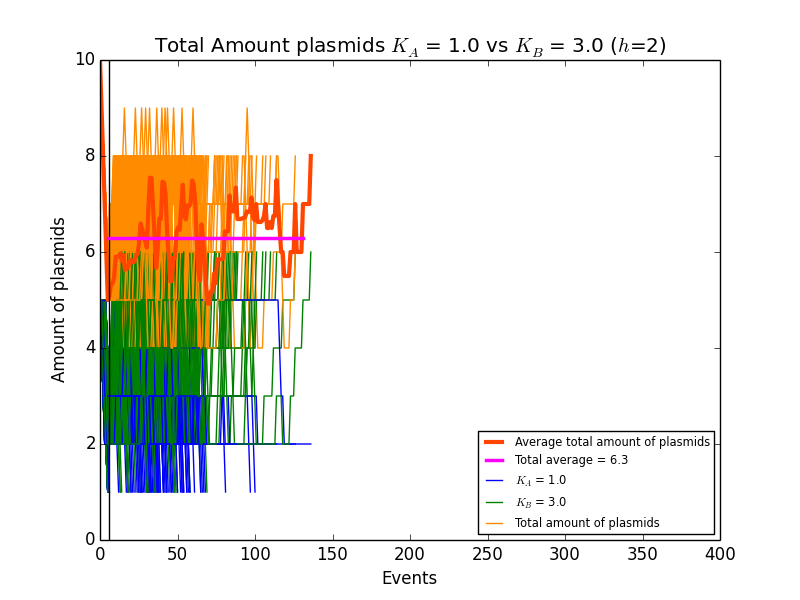 Total Amount plasmids K_A = 1.0 vs K_B = 3.0 (h=2)
10
8
6
4
2
0
Amount of plasmids
Average total amount of plasmids
Total average = 6.3
K_A = 1.0
K_B = 3.0
Total amount of plasmids
0 50 100 150 200 250 300 350 400
Events